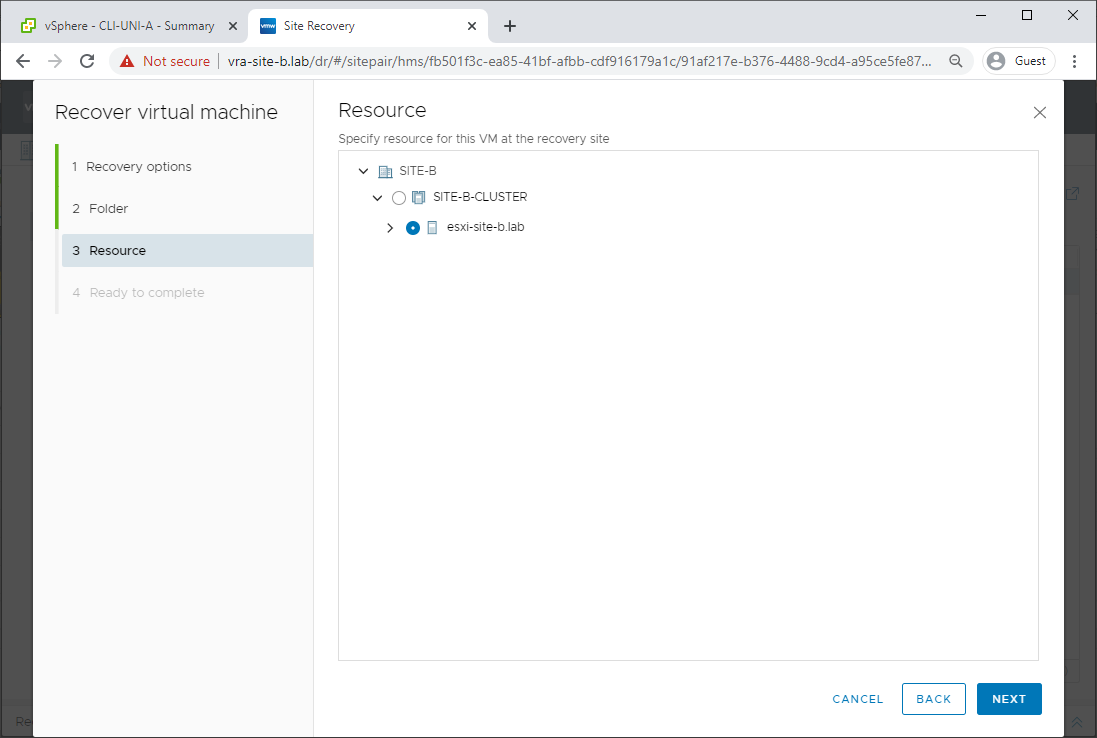 vSphere - CLI-UNI-A - Summary
vmw Site Recovery
Not secure vra-site-b.lab/dr/#/sitepair/hms/fb501f3c-ea85-41bf-afbb-cdf916179a1c/91af217e-b376-4488-9cd4-a95ce5fe87...
Guest
Recover virtual machine
1 Recovery options
2 Folder
3 Resource
4 Ready to complete
Resource
Specify resource for this VM at the recovery site
SITE-B
SITE-B-CLUSTER
esxi-site-b.lab
CANCEL
BACK
NEXT